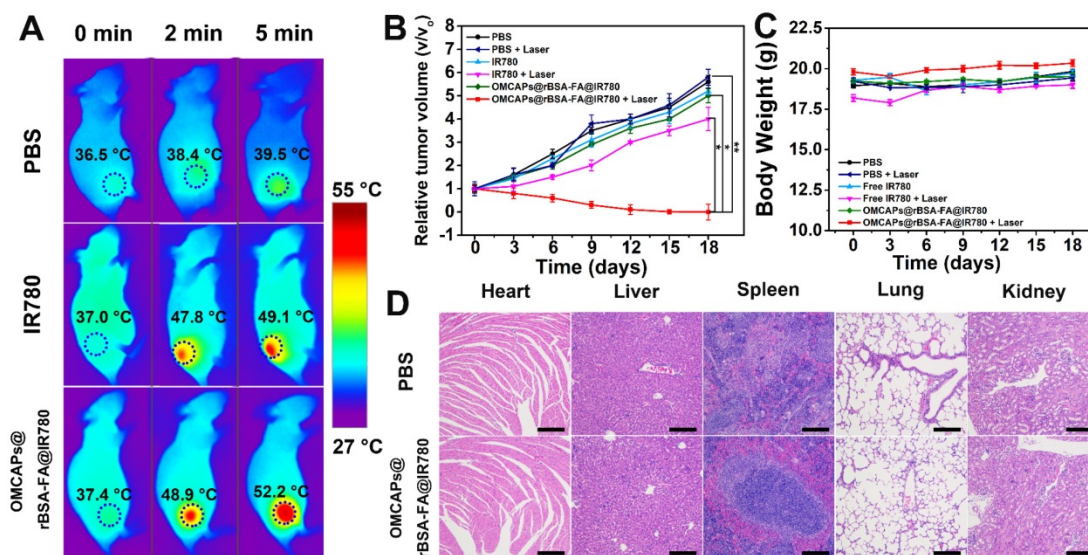 A
0 min
2 min
5 min
PBS
36.5 °C
38.4 °C
39.5 °C
IR780
37.0 °C
47.8 °C
49.1 °C
OMCAPs@
rBSA-FA@IR780
37.4 °C
48.9 °C
52.2 °C
55 °C
27 °C
B
Relative tumor volume (v/v₀)
9
8
7
6
5
4
3
2
1
0
-1
PBS
PBS + Laser
IR780
IR780 + Laser
OMCAPs@rBSA-FA@IR780
OMCAPs@rBSA-FA@IR780 + Laser
*
*
**
0 3 6 9 12 15 18
Time (days)
C
Body Weight (g)
22.5
20.0
17.5
15.0
12.5
10.0
PBS
PBS + Laser
Free IR780
Free IR780 + Laser
OMCAPs@rBSA-FA@IR780
OMCAPs@rBSA-FA@IR780 + Laser
0 3 6 9 12 15 18
Time (days)
D
Heart
Liver
Spleen
Lung
Kidney
PBS
OMCAPs@
rBSA-FA@IR780